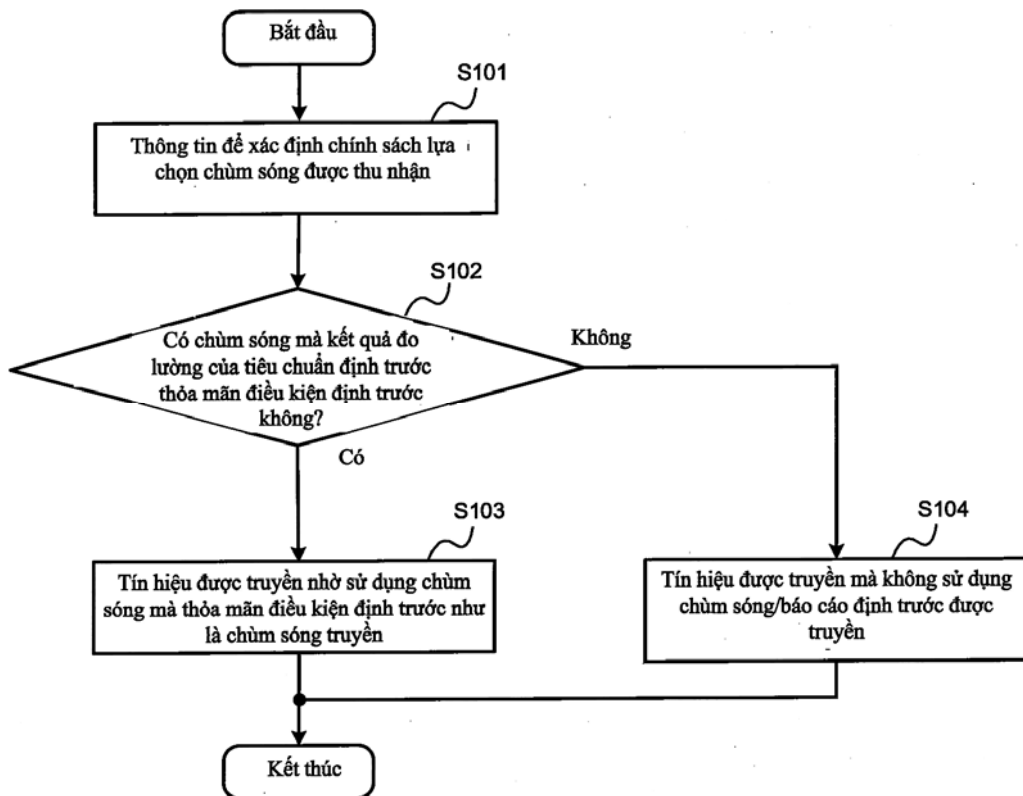 Bắt đầu
S101
Thông tin để xác định chính sách lựa
chọn chùm sóng được thu nhận
S102
Có chùm sóng mà kết quả đo
lường của tiêu chuẩn định trước
thỏa mãn điều kiện định trước
không?
Không
Có
S103
Tín hiệu được truyền nhờ sử dụng chùm
sóng mà thỏa mãn điều kiện định trước như
là chùm sóng truyền
S104
Tín hiệu được truyền mà không sử dụng
chùm sóng/báo cáo định trước được
truyền
Kết thúc